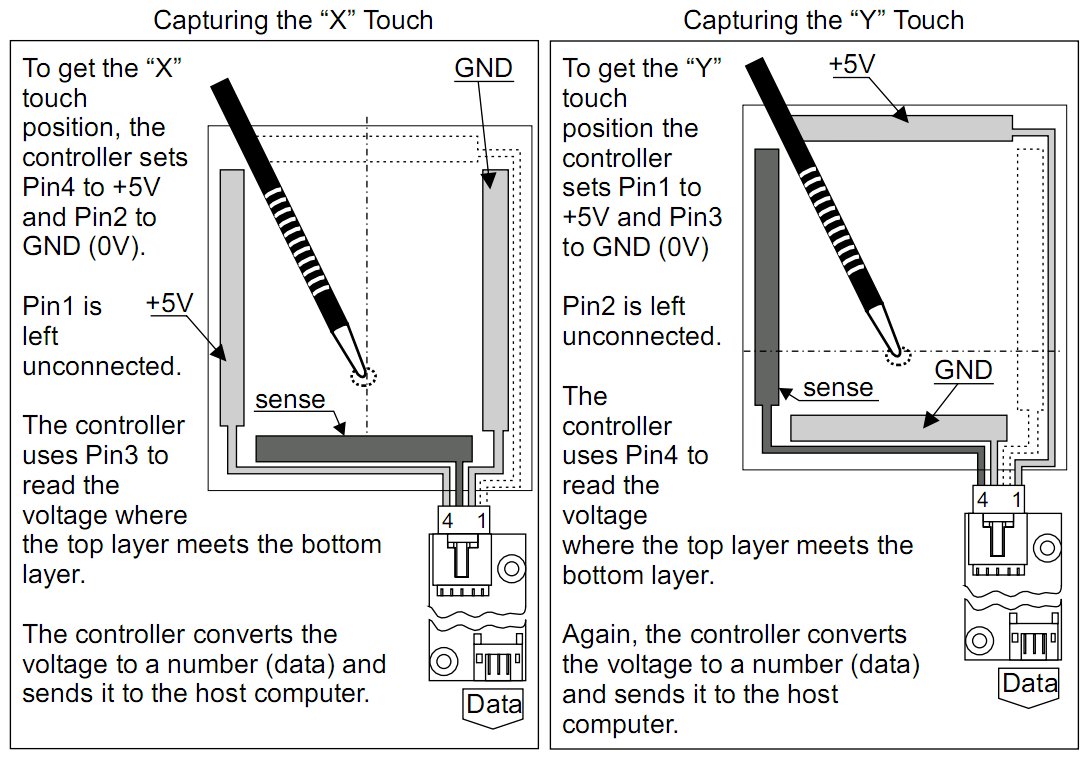 Capturing the “X” Touch
To get the “X”
touch
position, the
controller sets
Pin4 to +5V
and Pin2 to
GND (0V).
Pin1 is
left
unconnected.
The controller
uses Pin3 to
read the
voltage where
the top layer meets the bottom
layer.
The controller converts the
voltage to a number (data) and
sends it to the host computer.
GND
+5V
sense
4 1
Data
Capturing the “Y” Touch
To get the “Y”
touch
position the
controller
sets Pin1 to
+5V and Pin3
to GND (0V)
Pin2 is left
unconnected.
The
controller
uses Pin4 to
read the
voltage
where the top layer meets the
bottom layer.
Again, the controller converts
the voltage to a number (data)
and sends it to the host
computer.
+5V
sense
GND
4 1
Data